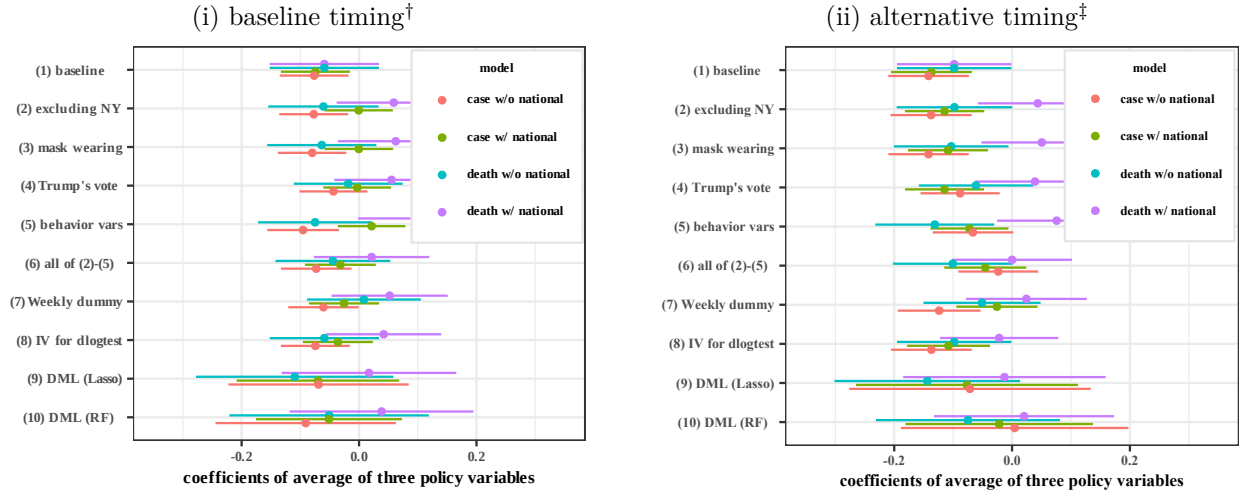 (i) baseline timing†
(1) baseline
(2) excluding NY
(3) mask wearing
(4) Trump's vote
(5) behavior vars
(6) all of (2)-(5)
(7) Weekly dummy
(8) IV for dlogtest
(9) DML (Lasso)
(10) DML (RF)
model
case w/o national
case w/ national
death w/o national
death w/ national
-0.2 0.0 0.2
coefficients of average of three policy variables
(ii) alternative timing‡
(1) baseline
(2) excluding NY
(3) mask wearing
(4) Trump's vote
(5) behavior vars
(6) all of (2)-(5)
(7) Weekly dummy
(8) IV for dlogtest
(9) DML (Lasso)
(10) DML (RF)
model
case w/o national
case w/ national
death w/o national
death w/ national
-0.2 0.0 0.2
coefficients of average of three policy variables